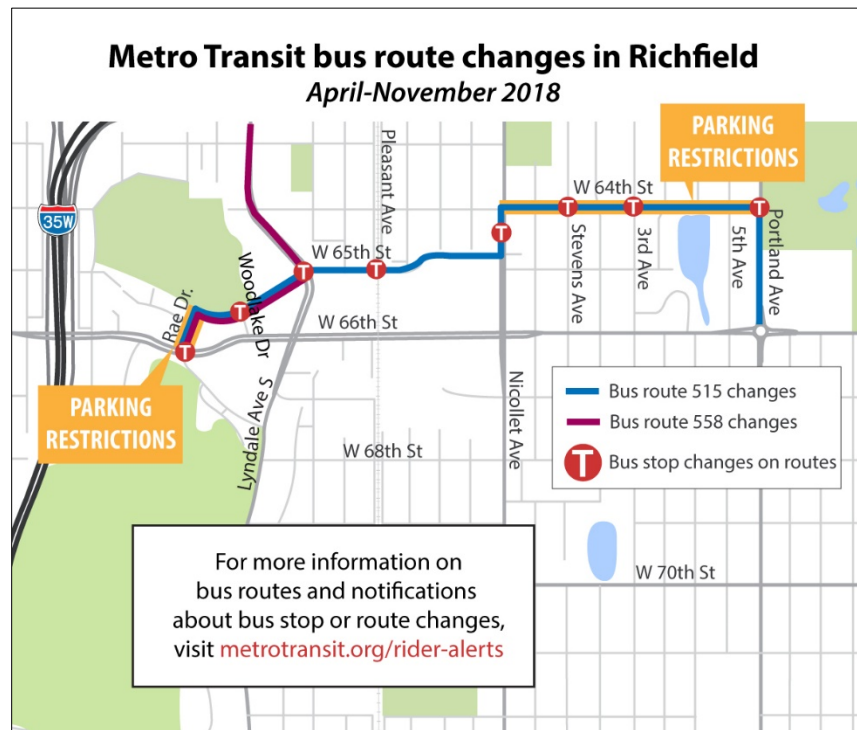 Metro Transit bus route changes in Richfield
April-November 2018
PARKING
RESTRICTIONS
Pleasant Ave
W 64th St
35W
T
T
T
Portland Ave
T
W 65th St
Stevens Ave
3rd Ave
5th Ave
T
T
Woodlake Dr
Rae Dr.
T
W 66th St
T
PARKING
RESTRICTIONS
Lyndale Ave S
Nicollet Ave
Bus route 515 changes
Bus route 558 changes
T Bus stop changes on routes
W 68th St
For more information on
bus routes and notifications
about bus stop or route changes,
visit metrotransit.org/rider-alerts
W 70th St